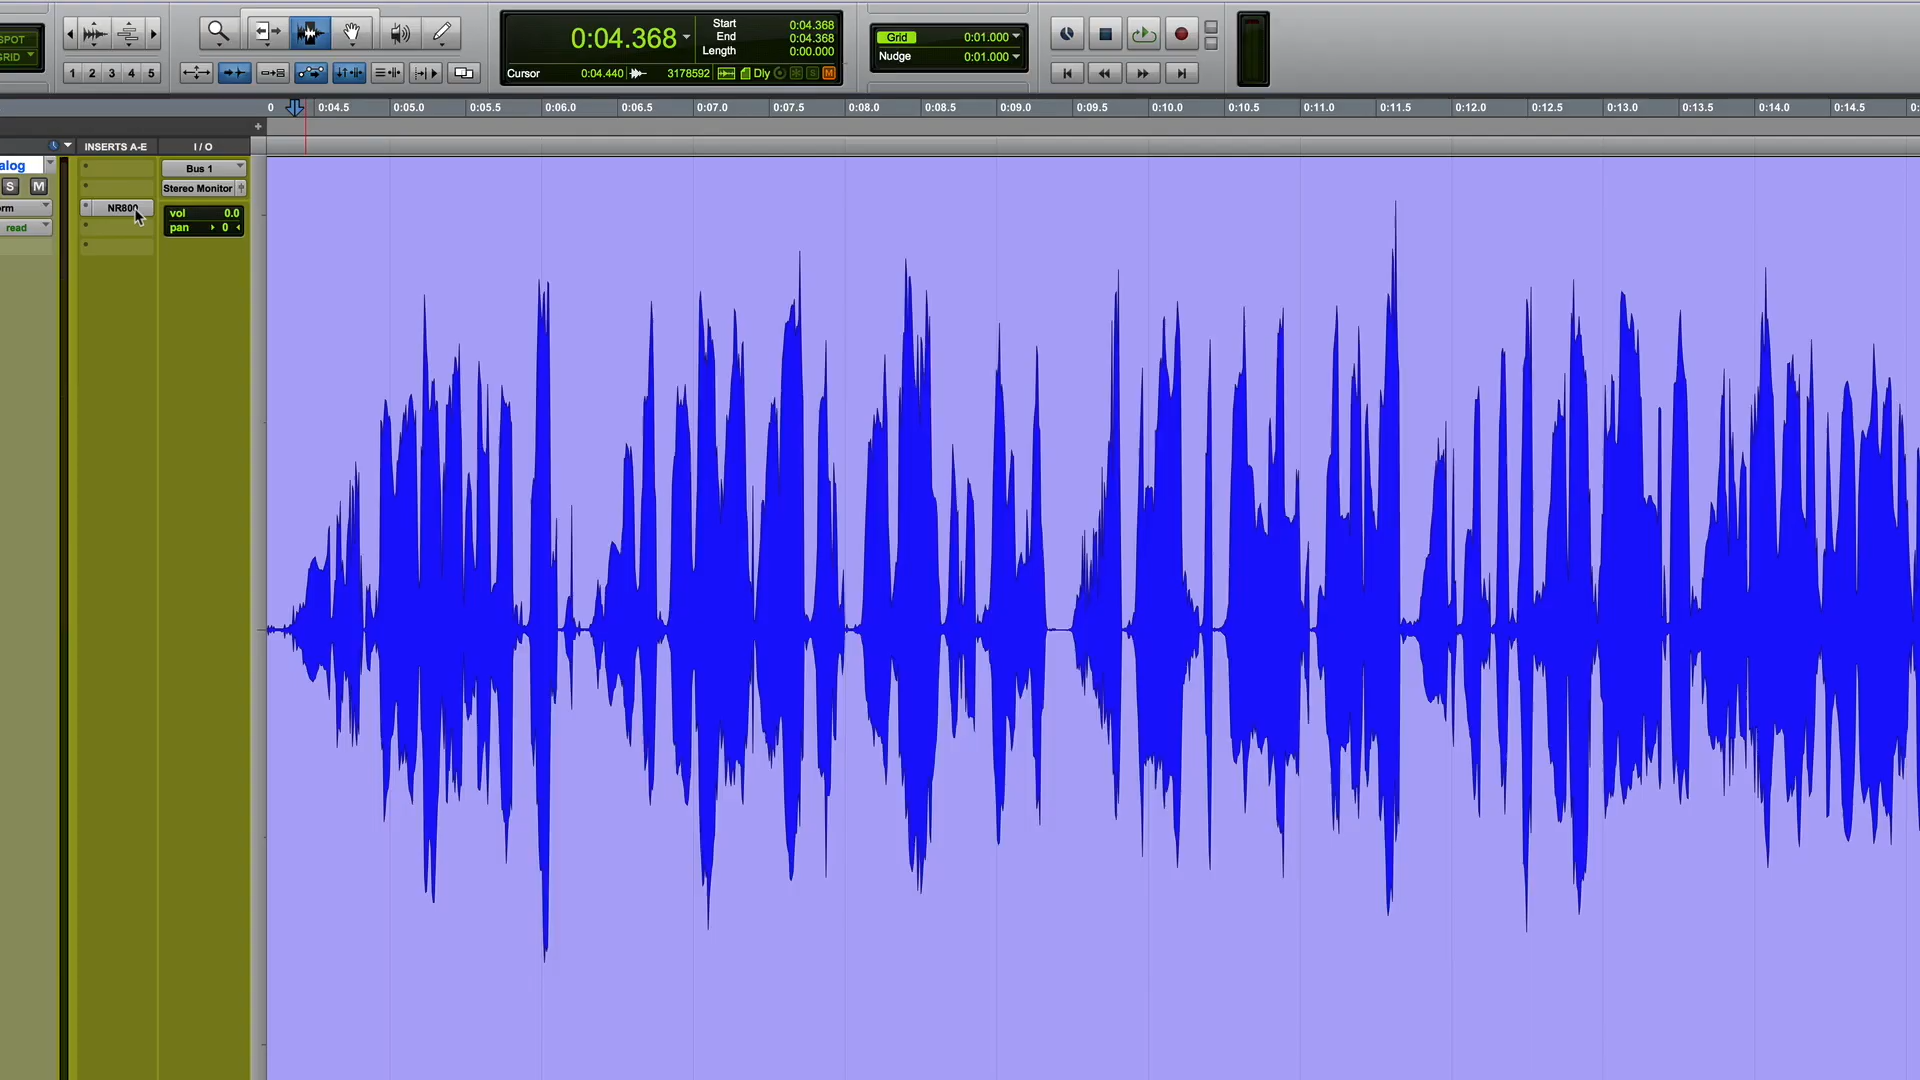 SPOT
GRID
1 2 3 4 5
0:04.368
Start 0:04.368
End 0:04.368
Length 0:00.000
Cursor 0:04.440 3178592 Dly S M
Grid 0:01.000
Nudge 0:01.000
0 0:04.5 0:05.0 0:05.5 0:06.0 0:06.5 0:07.0 0:07.5 0:08.0 0:08.5 0:09.0 0:09.5 0:10.0 0:10.5 0:11.0 0:11.5 0:12.0 0:12.5 0:13.0 0:13.5 0:14.0 0:14.5 0:
INSERTS A-E I / O
alog
Bus 1
S M
Stereo Monitor
orm
NR800
vol 0.0
read
pan 0